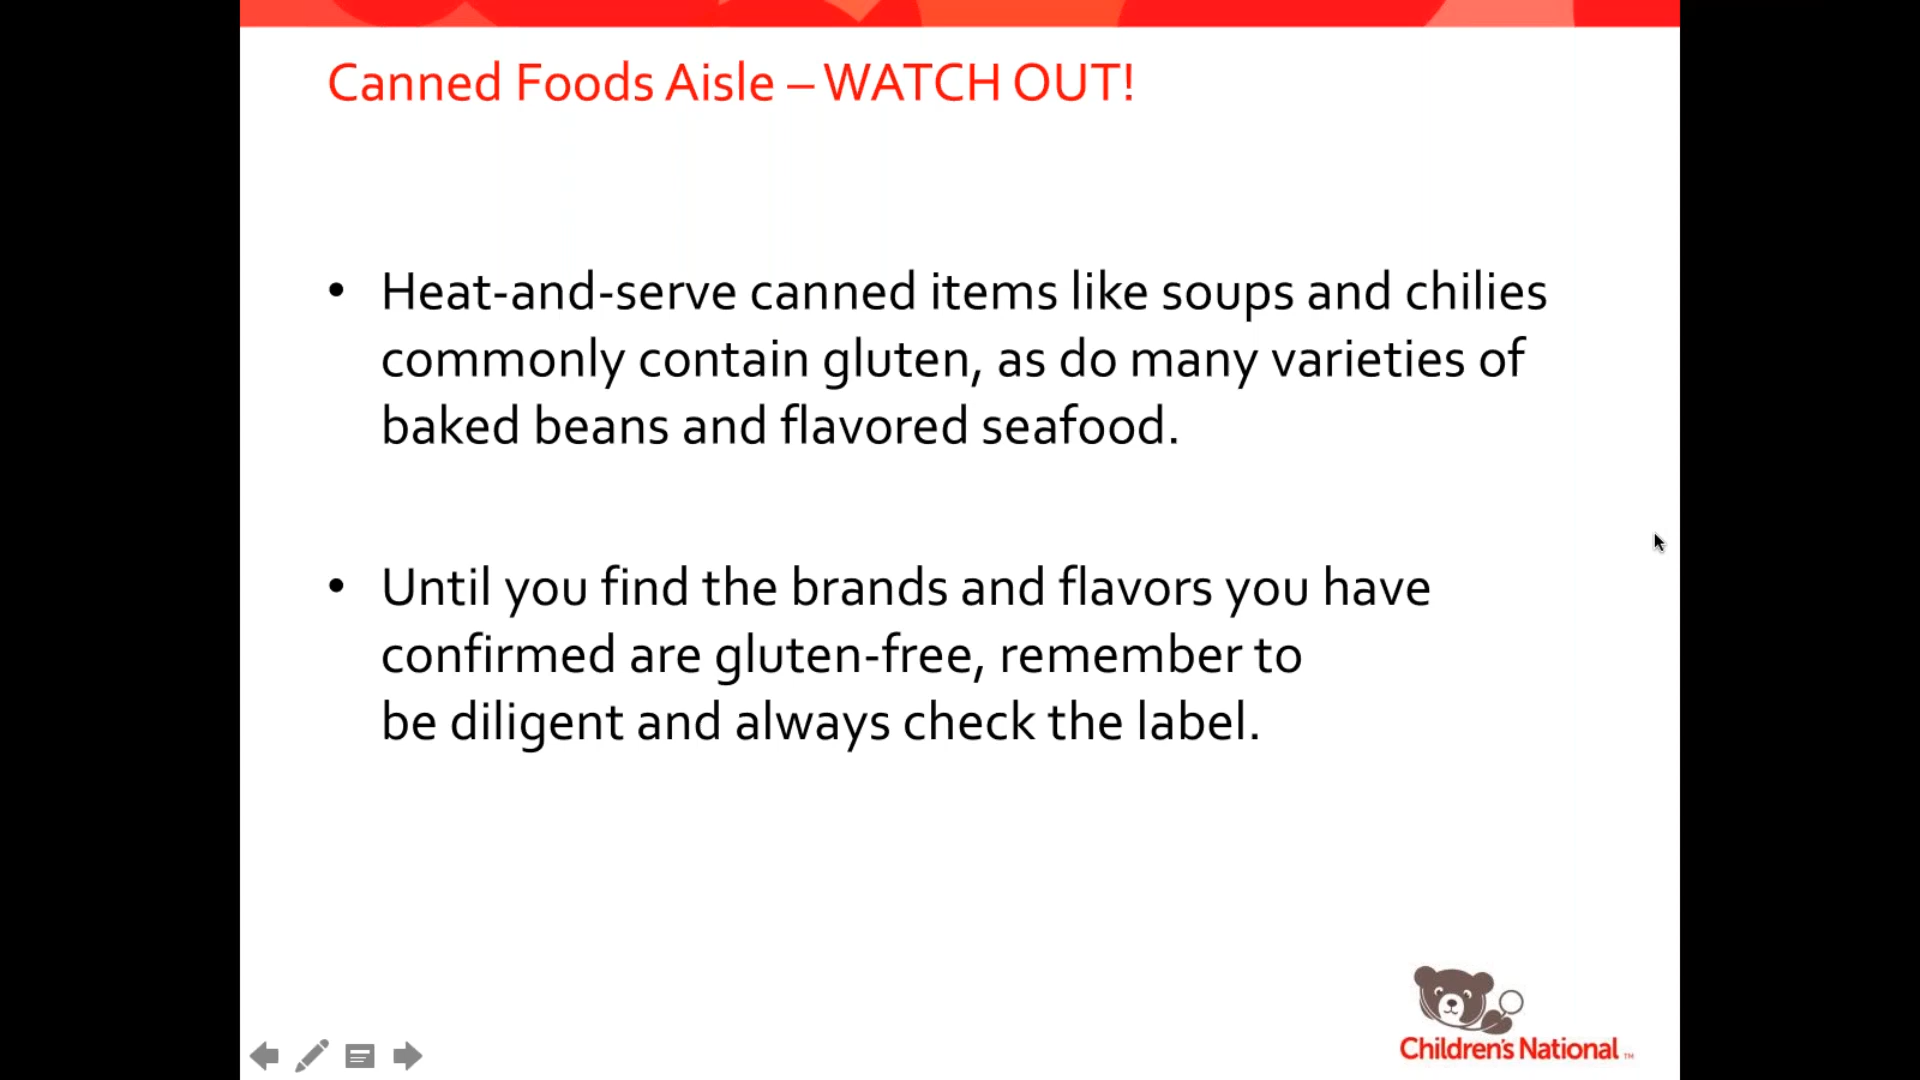 Canned Foods Aisle – WATCH OUT!
• Heat-and-serve canned items like soups and chilies
commonly contain gluten, as do many varieties of
baked beans and flavored seafood.
• Until you find the brands and flavors you have
confirmed are gluten-free, remember to
be diligent and always check the label.
Children's National ™